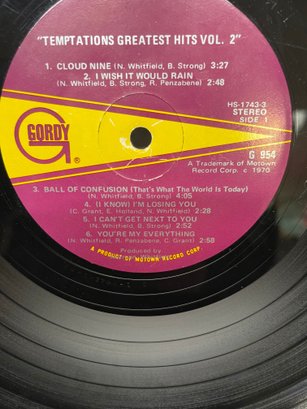 "TEMPTATIONS GREATEST HITS VOL. 2"
1. CLOUD NINE (N. Whitfield, B. Strong) 3:27
2. I WISH IT WOULD RAIN
(N. Whitfield, B. Strong, R. Penzabene) 2:48
HS-1743-3
STEREO
SIDE 1
GORDY
®
G 954
A Trademark of Motown
Record Corp. c 1970
3. BALL OF CONFUSION (That's What The World Is Today)
(N. Whitfield, B. Strong) 4:05
4. (I KNOW) I'M LOSING YOU
(C. Grant, E. Holland, N. Whitfield) 2:28
5. I CAN'T GET NEXT TO YOU
(N. Whitfield, B. Strong) 2:52
6. YOU'RE MY EVERYTHING
(N. Whitfield, R. Penzabene, C. Grant) 2:58
Produced by
A PRODUCT OF MOTOWN RECORD CORP.